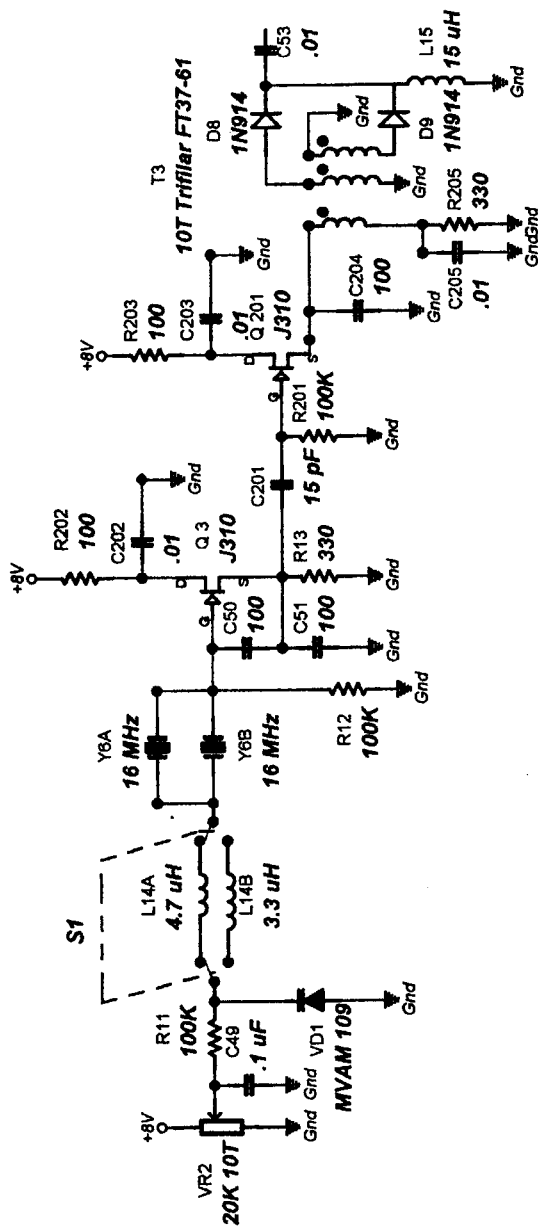 VR2
20K 10T
+8V
Gnd
C49
.1 uF
Gnd
R11
100K
VD1
MVAM 109
Gnd
S1
L14A
4.7 uH
L14B
3.3 uH
Y6A
16 MHz
Y6B
16 MHz
R12
100K
Gnd
+8V
R202
100
C202
.01
Gnd
Q 3
J310
D
G
S
C50
100
C51
100
Gnd
R13
330
Gnd
C201
15 pF
R201
100K
Gnd
+8V
R203
100
C203
.01
Gnd
Q 201
J310
D
G
S
C204
100
Gnd
C205
.01
Gnd
R205
330
Gnd
T3
10T Trifilar FT37-61
Gnd
Gnd
D8
1N914
D9
1N914
C53
.01
L15
15 uH
Gnd